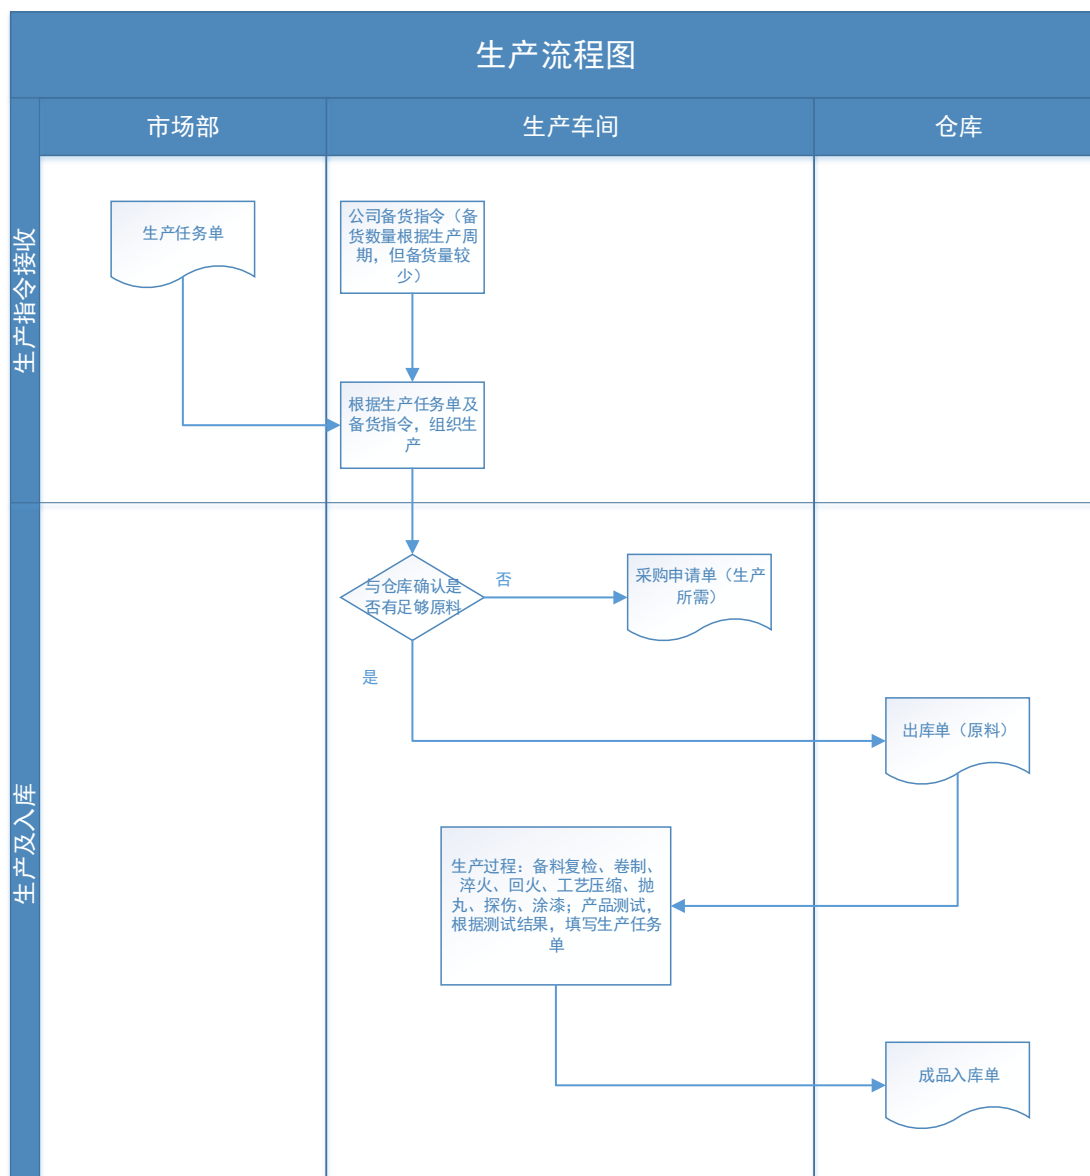 生产流程图
市场部
生产车间
仓库
生产指令接收
生产任务单
公司备货指令（备
货数量根据生产周
期，但备货量较
少）
根据生产任务单及
备货指令，组织生
产
生产及入库
与仓库确认是
否有足够原料
否
采购申请单（生产
所需）
是
出库单（原料）
生产过程：备料复检、卷制、
淬火、回火、工艺压缩、抛
丸、探伤、涂漆；产品测试，
根据测试结果，填写生产任务
单
成品入库单